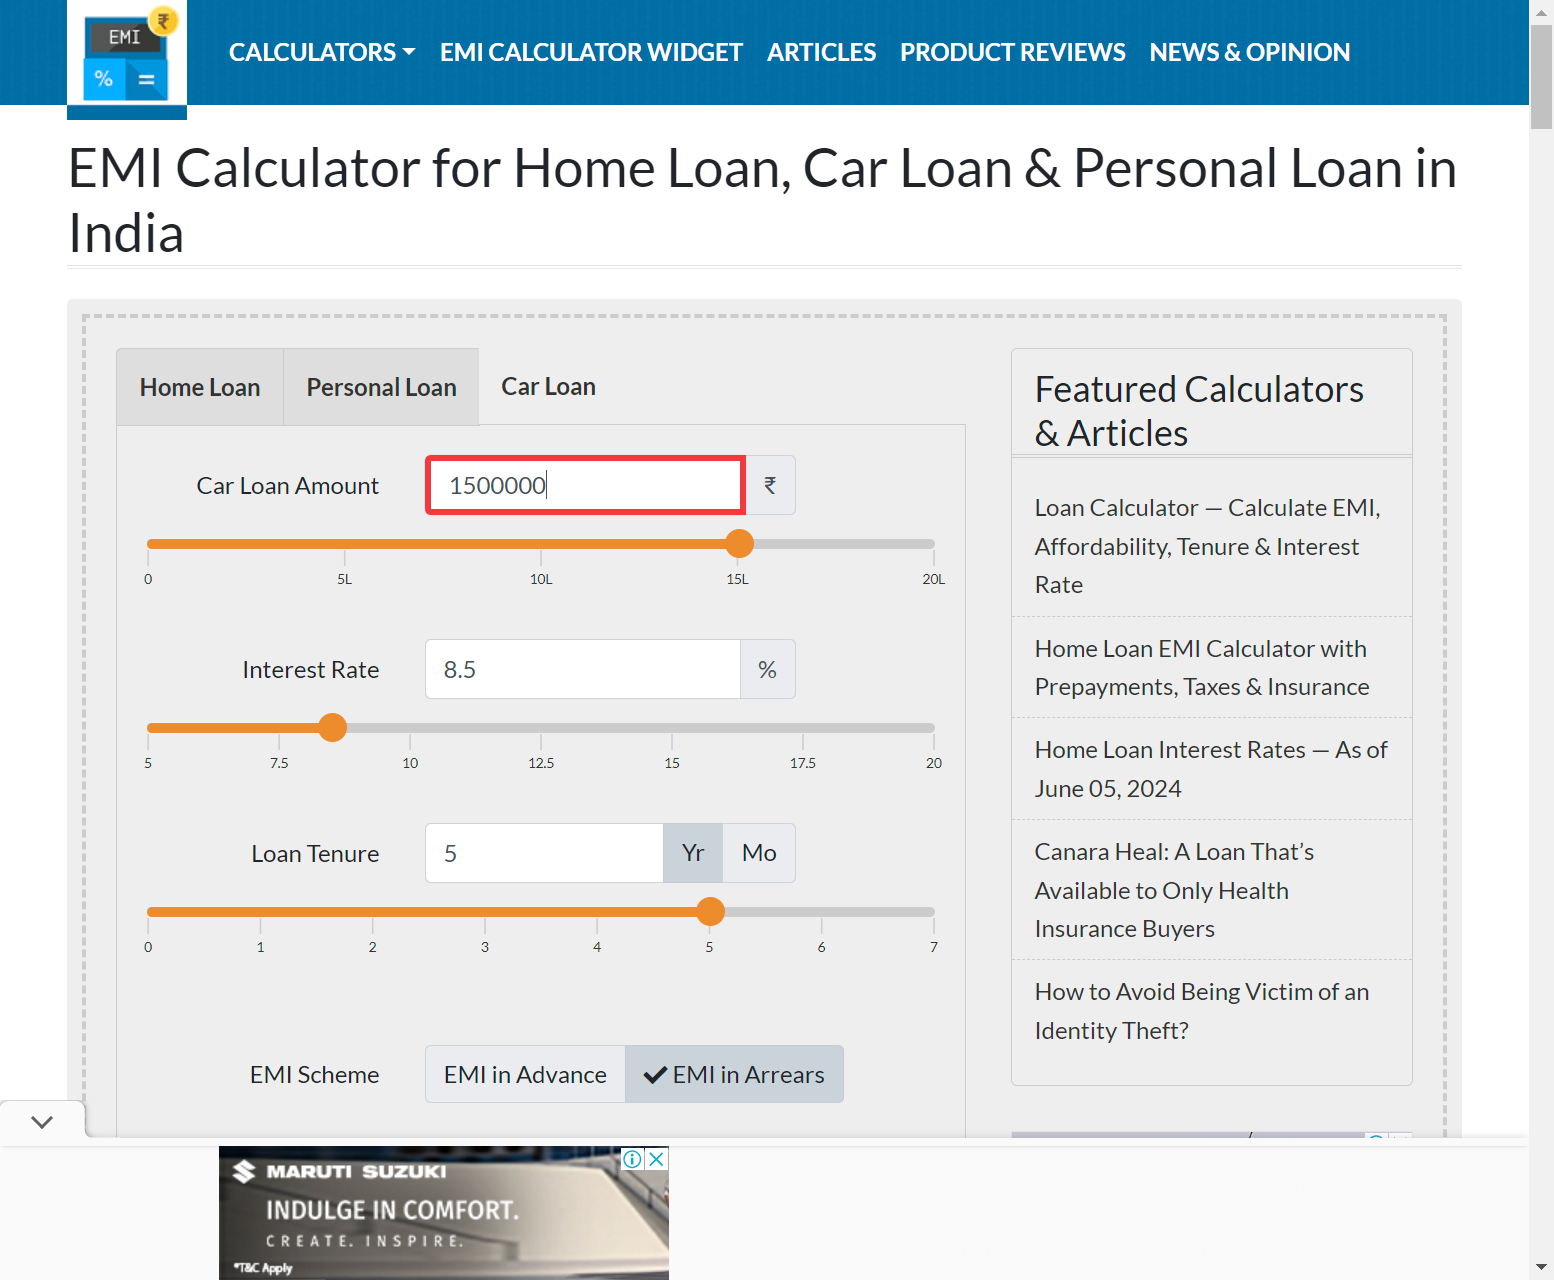 EMI
₹
%
=
CALCULATORS
EMI CALCULATOR WIDGET
ARTICLES
PRODUCT REVIEWS
NEWS & OPINION
EMI Calculator for Home Loan, Car Loan & Personal Loan in
India
Home Loan
Personal Loan
Car Loan
Car Loan Amount
1500000
₹
0
5L
10L
15L
20L
Interest Rate
8.5
%
5
7.5
10
12.5
15
17.5
20
Loan Tenure
5
Yr
Mo
0
1
2
3
4
5
6
7
EMI Scheme
EMI in Advance
EMI in Arrears
Featured Calculators
& Articles
Loan Calculator — Calculate EMI,
Affordability, Tenure & Interest
Rate
Home Loan EMI Calculator with
Prepayments, Taxes & Insurance
Home Loan Interest Rates — As of
June 05, 2024
Canara Heal: A Loan That’s
Available to Only Health
Insurance Buyers
How to Avoid Being Victim of an
Identity Theft?
MARUTI SUZUKI
INDULGE IN COMFORT.
CREATE. INSPIRE.
*T&C Apply